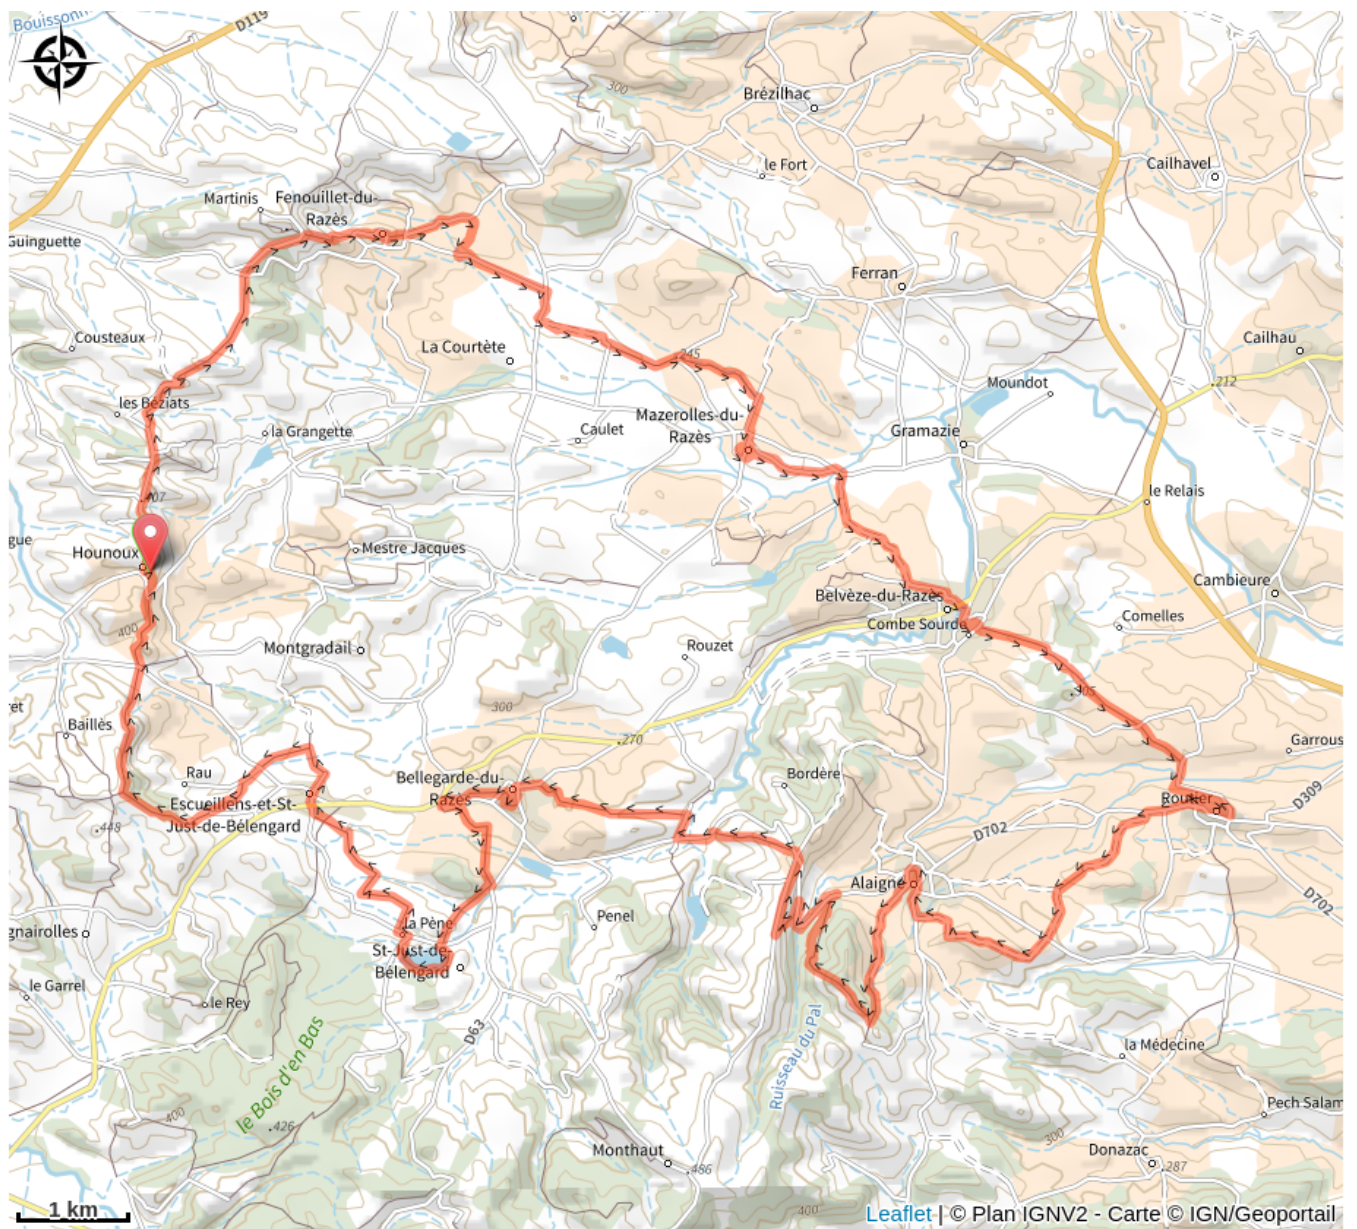 Bouissonn
D119
300
Brézilhac
le Fort
Cailhavel
Martinis
Fenouillet-du-
Razès
Guinguette
Ferran
Cousteaux
La Courtète
245
Cailhau
.212
Moundot
les Béziats
la Grangette
Mazerolles-du-
Razès
Caulet
Gramazie
le Relais
407
gue
Hounoux
Mestre Jacques
Cambieure
Belvèze-du-Razès
Combe Sourde
Comelles
400
Montgradail
Rouzet
.405
ret
300
Baillès
.270
Garrous
Rau
Bellegarde-du-
Razès
Bordère
Escueillens-et-St-
Just-de-Bélengard
Routier
D309
.448
D702
Alaigne
D702
la Pène
Penel
gnairolles
St-Just-de-
Bélengard
le Garrel
le Rey
D63
Ruisseau du Pal
le Bois d'en Bas
la Médecine
400
.426
Pech Salam
300
Monthaut
.486
Donazac
.287
1 km
Leaflet | © Plan IGNV2 - Carte © IGN/Geoportail